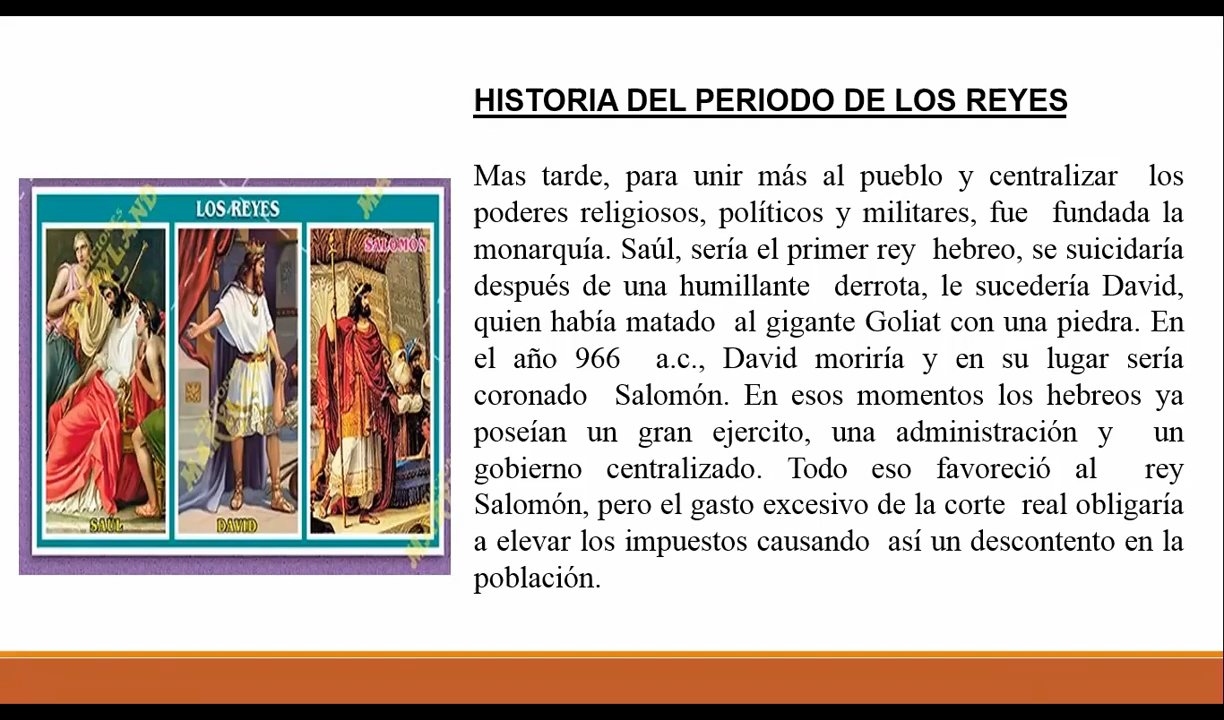 HISTORIA DEL PERIODO DE LOS REYES
Mas tarde, para unir más al pueblo y centralizar los
poderes religiosos, políticos y militares, fue fundada la
monarquía. Saúl, sería el primer rey hebreo, se suicidaría
después de una humillante derrota, le sucedería David,
quien había matado al gigante Goliat con una piedra. En
el año 966 a.c., David moriría y en su lugar sería
coronado Salomón. En esos momentos los hebreos ya
poseían un gran ejercito, una administración y un
gobierno centralizado. Todo eso favoreció al rey
Salomón, pero el gasto excesivo de la corte real obligaría
a elevar los impuestos causando así un descontento en la
población.
LOS REYES
SALOMÓN
SAÚL
DAVID